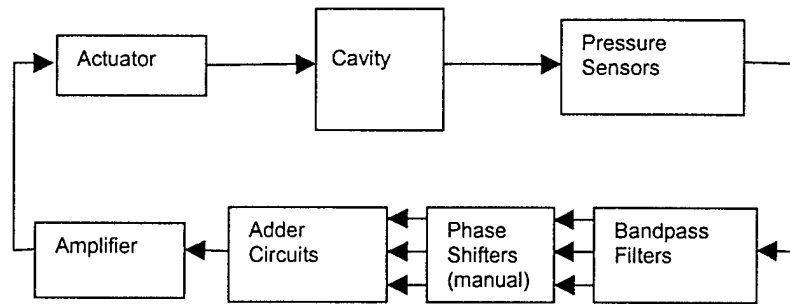 Actuator
Cavity
Pressure
Sensors
Amplifier
Adder
Circuits
Phase
Shifters
(manual)
Bandpass
Filters